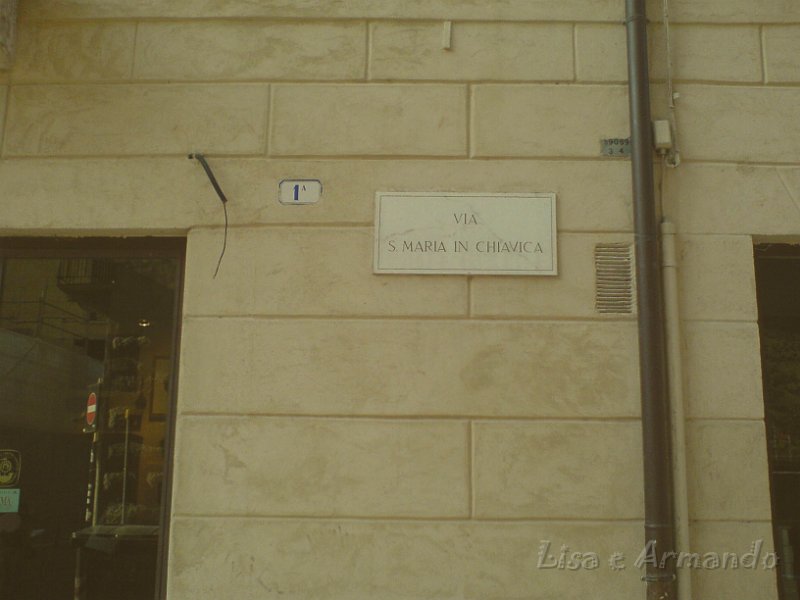 1A
VIA
S. MARIA IN CHIAVICA
Lisa e Armando